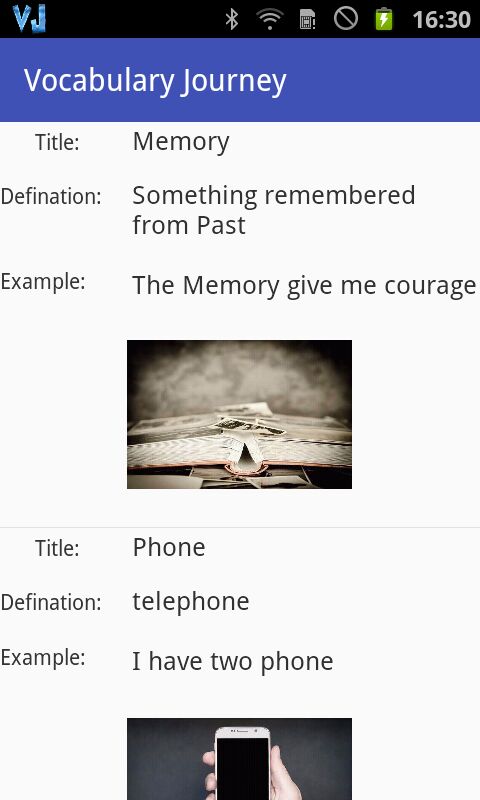 VJ 16:30
Vocabulary Journey
Title: Memory
Defination: Something remembered
from Past
Example: The Memory give me courage
Title: Phone
Defination: telephone
Example: I have two phone